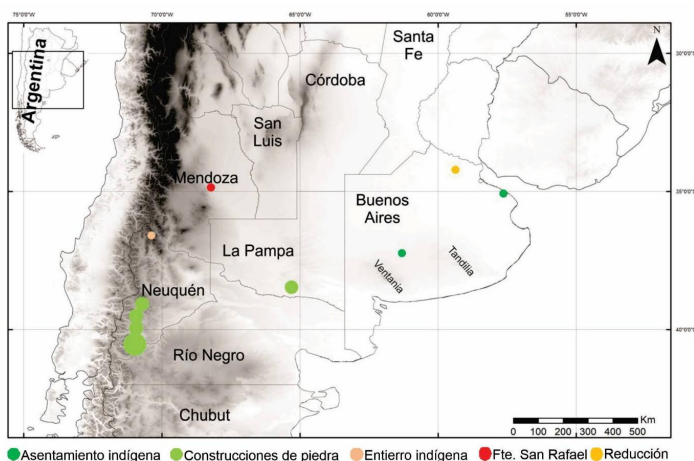 75°0'0"W 70°0'0"W 65°0'0"W 60°0'0"W 55°0'0"W
Argentina
N
Santa
Fe
30°0'0"S
Córdoba
San
Luis
Mendoza
35°0'0"S
Buenos
Aires
La Pampa
Tandilia
Ventania
Neuquén
40°0'0"S
Río Negro
Chubut
Km
0 100 200 300 400 500
Asentamiento indígena Construcciones de piedra Entierro indígena Fte. San Rafael Reducción